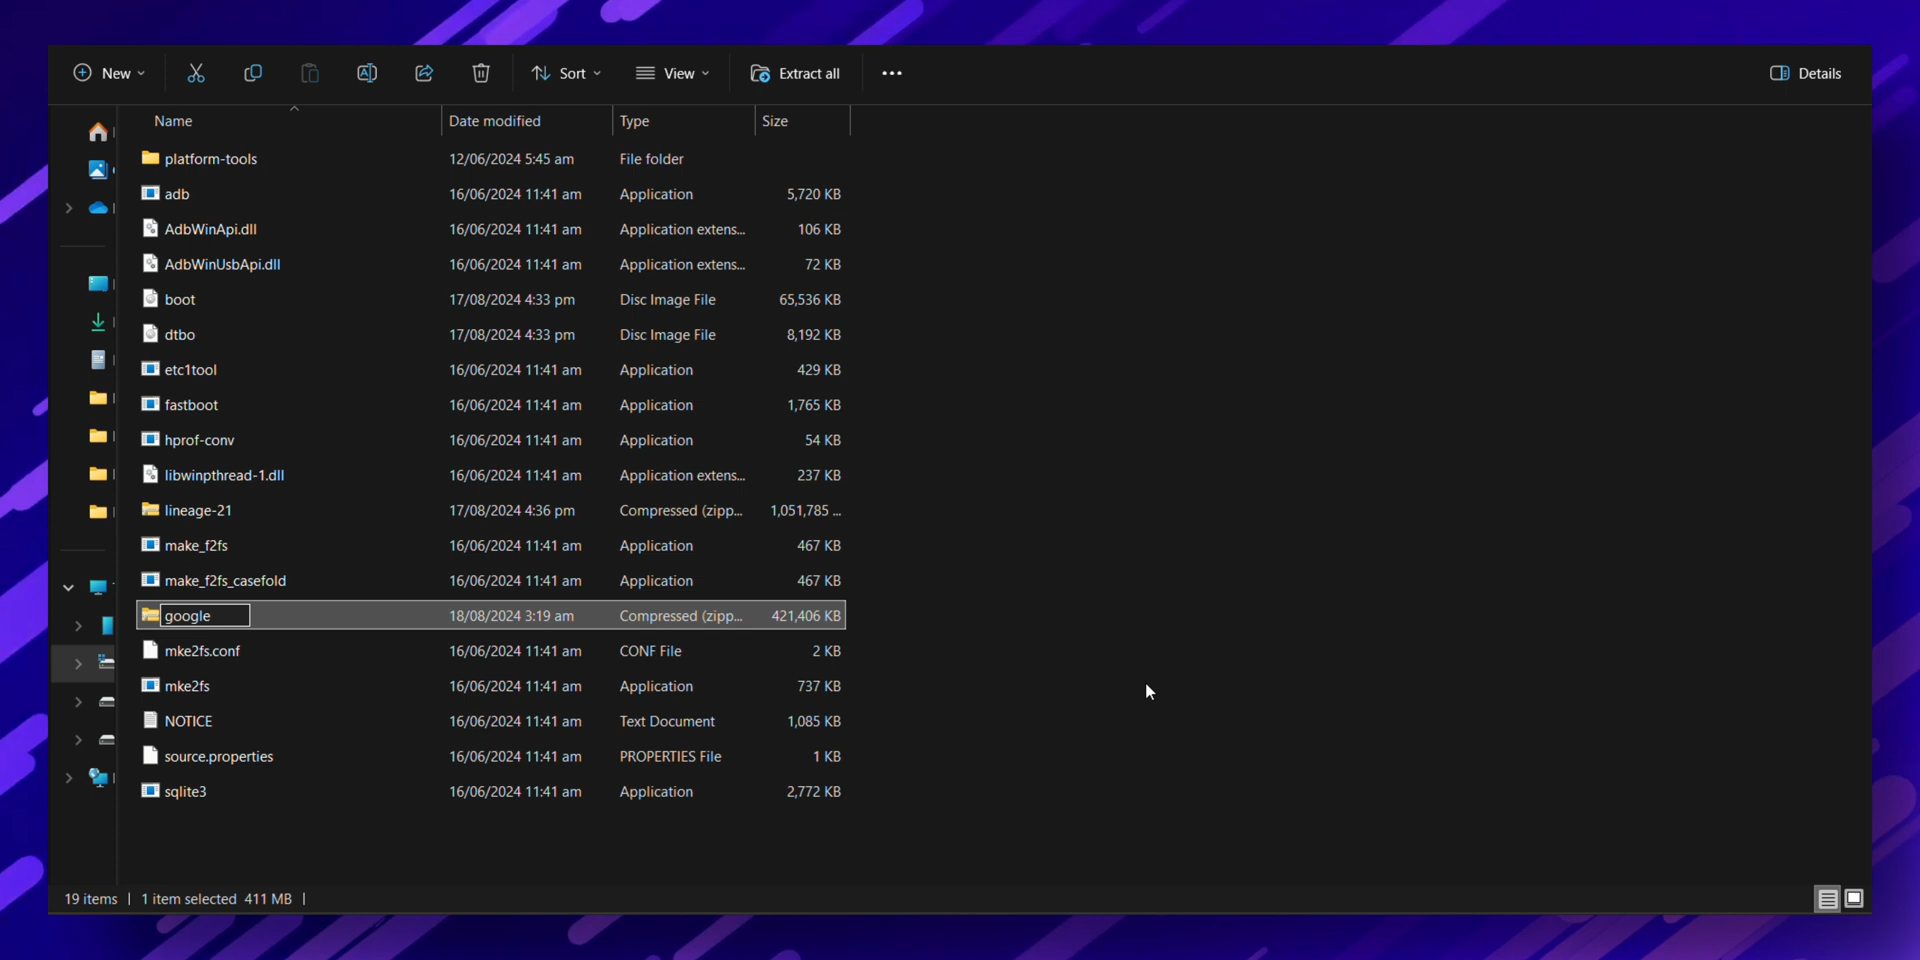 New
Sort
View
Extract all
Details
Name Date modified Type Size
platform-tools 12/06/2024 5:45 am File folder
adb 16/06/2024 11:41 am Application 5,720 KB
AdbWinApi.dll 16/06/2024 11:41 am Application extens... 106 KB
AdbWinUsbApi.dll 16/06/2024 11:41 am Application extens... 72 KB
boot 17/08/2024 4:33 pm Disc Image File 65,536 KB
dtbo 17/08/2024 4:33 pm Disc Image File 8,192 KB
etc1tool 16/06/2024 11:41 am Application 429 KB
fastboot 16/06/2024 11:41 am Application 1,765 KB
hprof-conv 16/06/2024 11:41 am Application 54 KB
libwinpthread-1.dll 16/06/2024 11:41 am Application extens... 237 KB
lineage-21 17/08/2024 4:36 pm Compressed (zipp... 1,051,785 ...
make_f2fs 16/06/2024 11:41 am Application 467 KB
make_f2fs_casefold 16/06/2024 11:41 am Application 467 KB
google 18/08/2024 3:19 am Compressed (zipp... 421,406 KB
mke2fs.conf 16/06/2024 11:41 am CONF File 2 KB
mke2fs 16/06/2024 11:41 am Application 737 KB
NOTICE 16/06/2024 11:41 am Text Document 1,085 KB
source.properties 16/06/2024 11:41 am PROPERTIES File 1 KB
sqlite3 16/06/2024 11:41 am Application 2,772 KB
19 items | 1 item selected 411 MB |